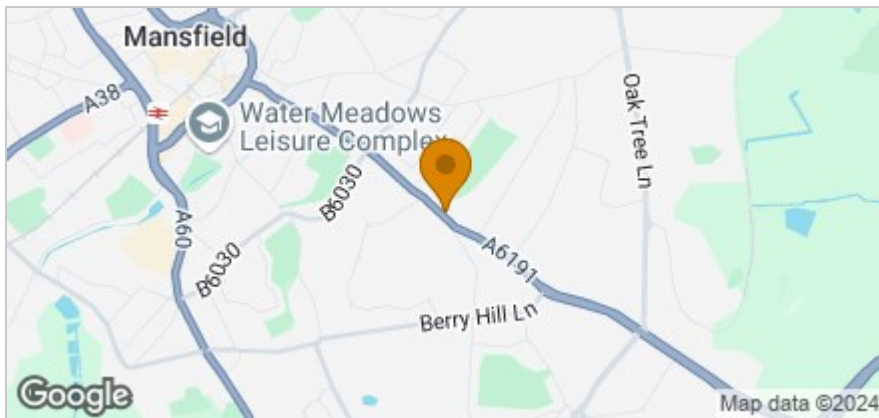 Mansfield
A38
Water Meadows
Leisure Complex
Oak Tree Ln
B6030
A60
B6030
A6191
Berry Hill Ln
Google
Map data ©2024